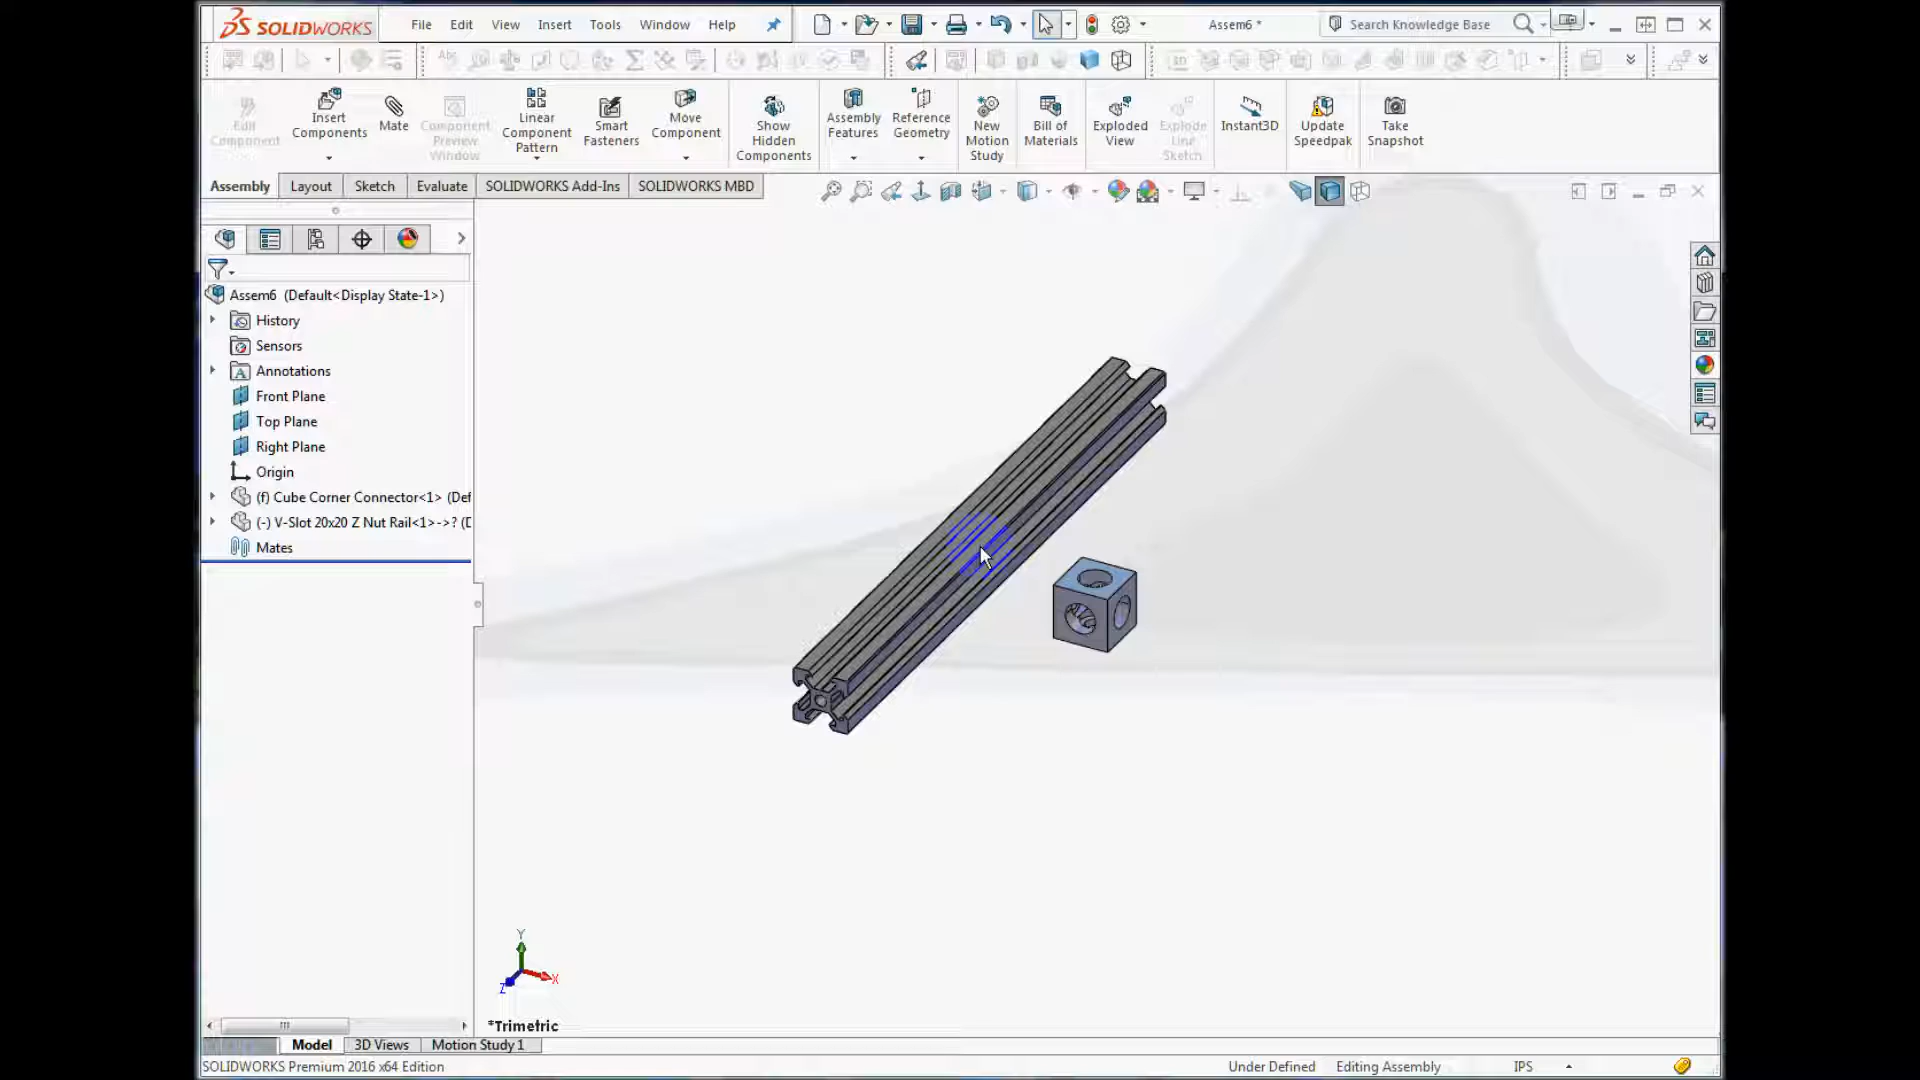 SOLIDWORKS File Edit View Insert Tools Window Help Assem6 * Search Knowledge Base
Edit Component
Insert Components
Mate
Component Preview Window
Linear Component Pattern
Smart Fasteners
Move Component
Show Hidden Components
Assembly Features
Reference Geometry
New Motion Study
Bill of Materials
Exploded View
Explode Line Sketch
Instant3D
Update Speedpak
Take Snapshot
Assembly Layout Sketch Evaluate SOLIDWORKS Add-Ins SOLIDWORKS MBD
Assem6 (Default<Display State-1>)
History
Sensors
Annotations
Front Plane
Top Plane
Right Plane
Origin
(f) Cube Corner Connector<1> (Def
(-) V-Slot 20x20 Z Nut Rail<1>->? (D
Mates
Y
X
Z
*Trimetric
Model 3D Views Motion Study 1
SOLIDWORKS Premium 2016 x64 Edition Under Defined Editing Assembly IPS